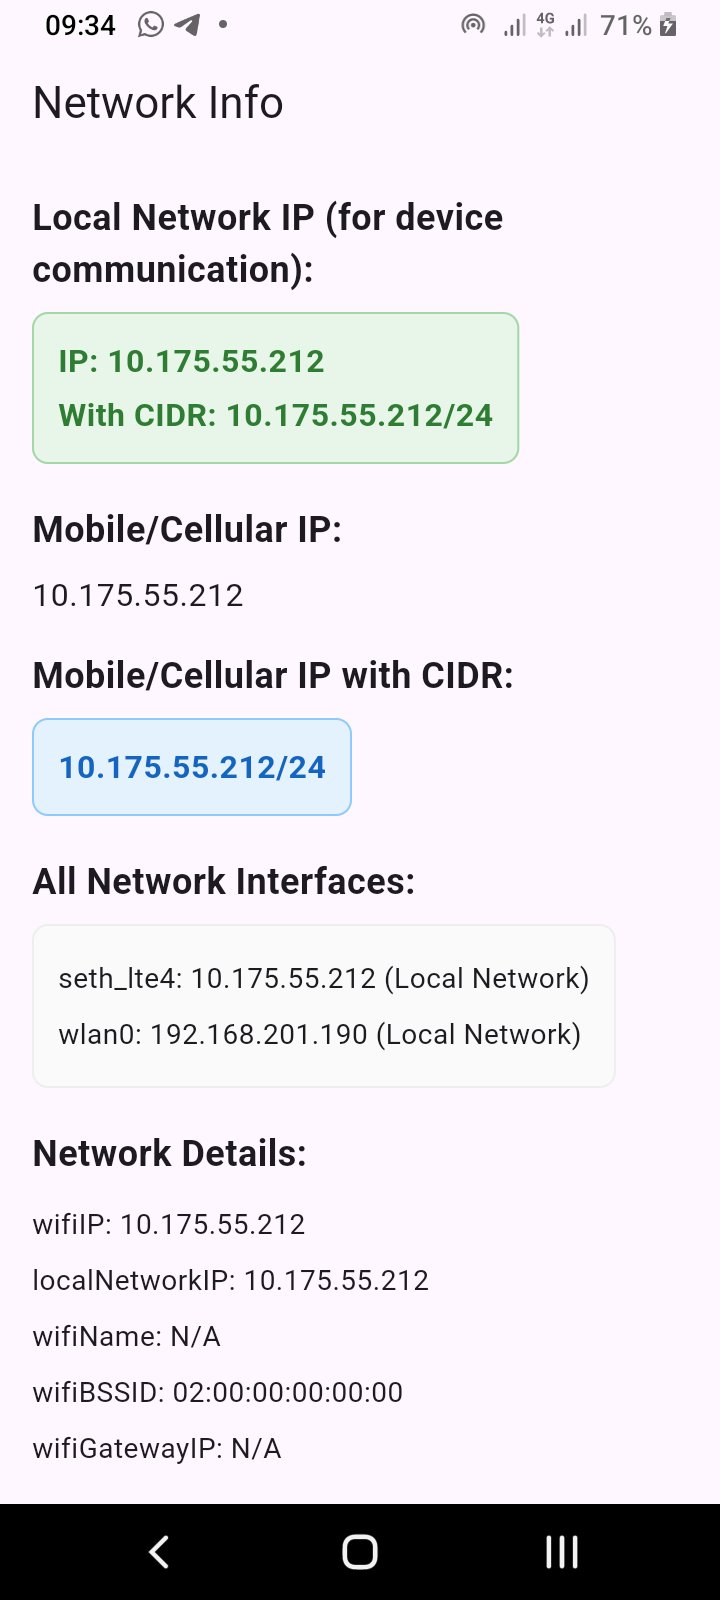 09:34
4G
71%
Network Info
Local Network IP (for device
communication):
IP: 10.175.55.212
With CIDR: 10.175.55.212/24
Mobile/Cellular IP:
10.175.55.212
Mobile/Cellular IP with CIDR:
10.175.55.212/24
All Network Interfaces:
seth_lte4: 10.175.55.212 (Local Network)
wlan0: 192.168.201.190 (Local Network)
Network Details:
wifiIP: 10.175.55.212
localNetworkIP: 10.175.55.212
wifiName: N/A
wifiBSSID: 02:00:00:00:00:00
wifiGatewayIP: N/A